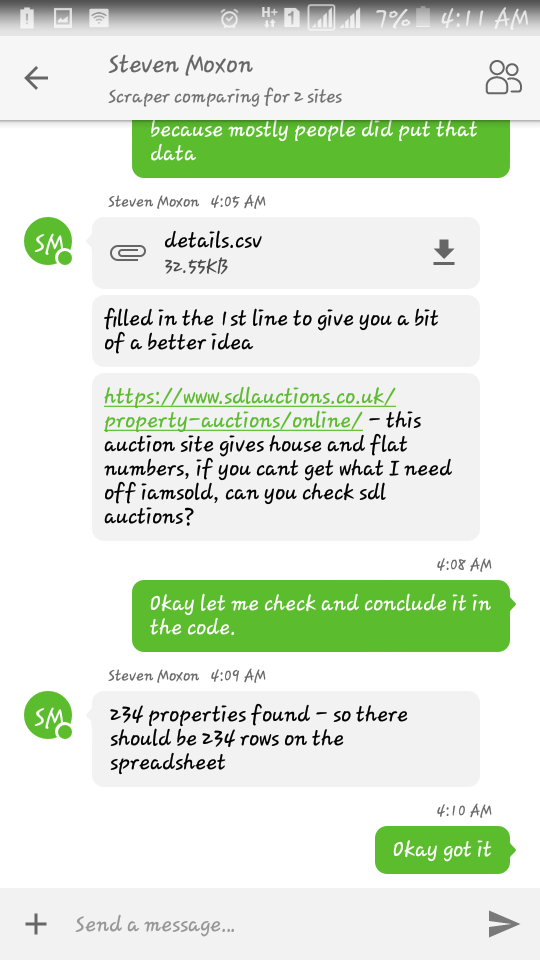 7% 4:11 AM
Steven Moxon
Scraper comparing for 2 sites
because mostly people did put that
data
Steven Moxon 4:05 AM
SM
details.csv
32.55KB
filled in the 1st line to give you a bit
of a better idea
https://www.sdlauctions.co.uk/
property-auctions/online/ - this
auction site gives house and flat
numbers, if you cant get what I need
off iamsold, can you check sdl
auctions?
4:08 AM
Okay let me check and conclude it in
the code.
Steven Moxon 4:09 AM
SM
234 properties found - so there
should be 234 rows on the
spreadsheet
4:10 AM
Okay got it
Send a message...